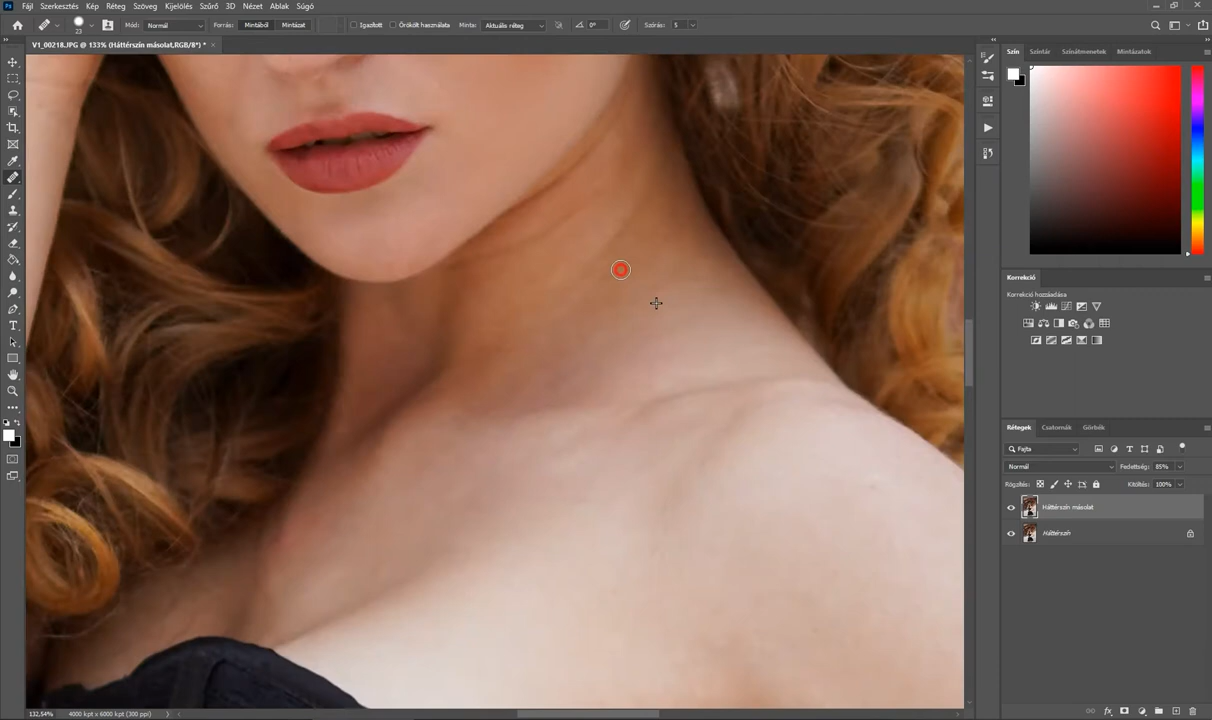 Fájl Szerkesztés Kép Réteg Szöveg Kijelölés Szűrő 3D Nézet Ablak Súgó
23 Mód: Normál Forrás: Mintából Mintázat Igazított Örökölt használata Minta: Aktuális réteg 0° Szórás: 5
V1_00218.JPG @ 133% (Háttérszín másolat,RGB/8*) * ×
Szín Színtár Színátmenetek Mintázatok
Korrekció
Korrekció hozzáadása
Rétegek Csatornák Görbék
Fajta
Normál Fedettség: 85%
Rögzítés: Kitöltés: 100%
Háttérszín másolat
Háttérszín
132,54% 4000 kpt x 6000 kpt (300 ppi)